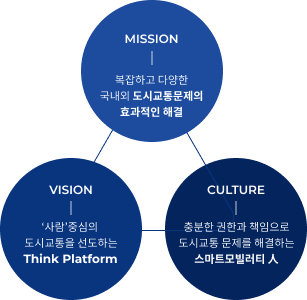 MISSION
복잡하고 다양한
국내외 도시교통문제의
효과적인 해결
VISION
‘사람’중심의
도시교통을 선도하는
Think Platform
CULTURE
충분한 권한과 책임으로
도시교통 문제를 해결하는
스마트모빌러티 人